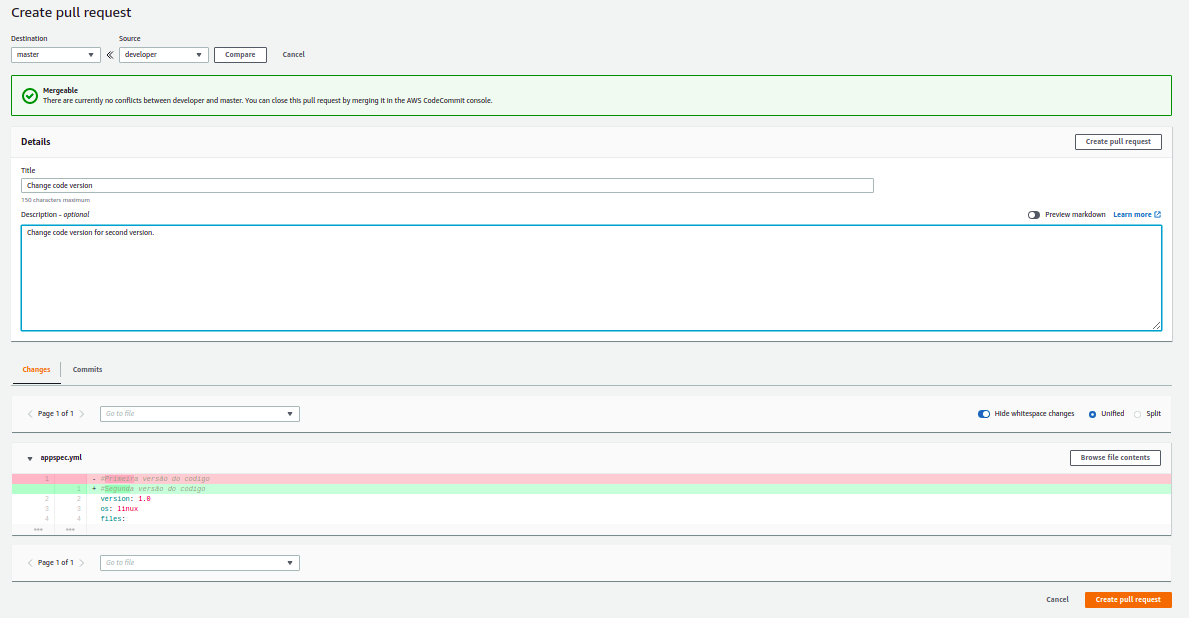 Create pull request
Destination
Source
master
developer
Compare
Cancel
Mergeable
There are currently no conflicts between developer and master. You can close this pull request by merging it in the AWS CodeCommit console.
Details
Create pull request
Title
Change code version
150 characters maximum
Description - optional
Preview markdown
Learn more
Change code version for second version.
Changes
Commits
Page 1 of 1
Go to file
Hide whitespace changes
Unified
Split
appspec.yml
Browse file contents
1 - #Primeira versão do codigo
1 + #Segunda versão do codigo
2 2 version: 1.0
3 3 os: linux
4 4 files:
Page 1 of 1
Go to file
Cancel
Create pull request